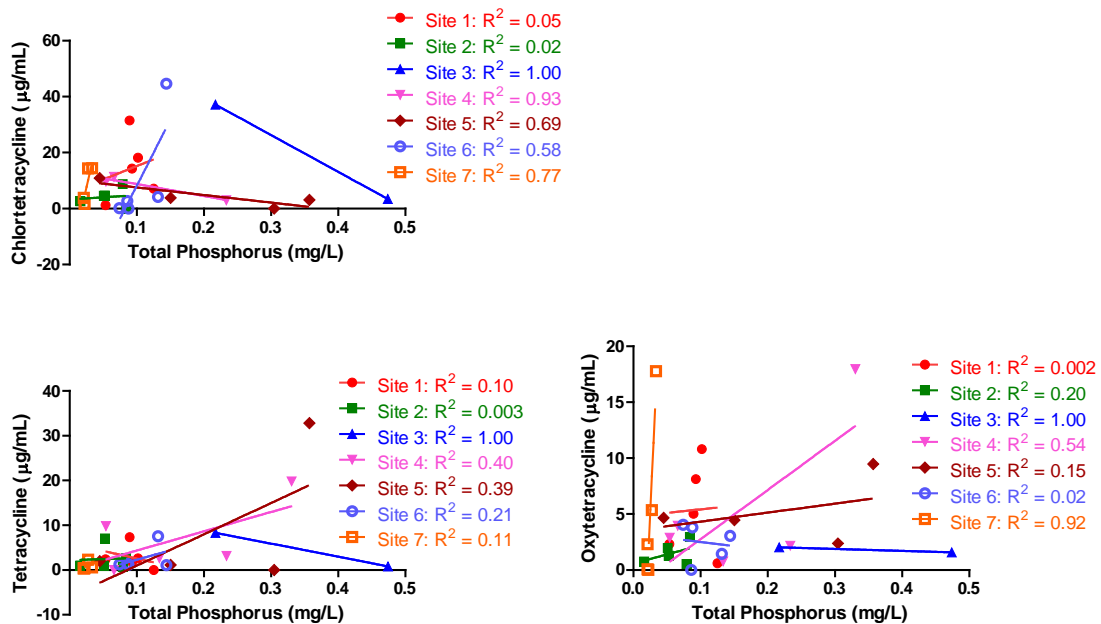 Site 1: R² = 0.05
Site 2: R² = 0.02
Site 3: R² = 1.00
Site 4: R² = 0.93
Site 5: R² = 0.69
Site 6: R² = 0.58
Site 7: R² = 0.77
60
40
20
0
-20
0.1 0.2 0.3 0.4 0.5
Chlortetracycline ( µg/mL)
Total Phosphorus (mg/L)
Site 1: R² = 0.10
Site 2: R² = 0.003
Site 3: R² = 1.00
Site 4: R² = 0.40
Site 5: R² = 0.39
Site 6: R² = 0.21
Site 7: R² = 0.11
40
30
20
10
0
-10
0.1 0.2 0.3 0.4 0.5
Tetracycline (µg/mL)
Total Phosphorus (mg/L)
Site 1: R² = 0.002
Site 2: R² = 0.20
Site 3: R² = 1.00
Site 4: R² = 0.54
Site 5: R² = 0.15
Site 6: R² = 0.02
Site 7: R² = 0.92
20
15
10
5
0
0.0 0.1 0.2 0.3 0.4 0.5
Oxytetracycline (µg/mL)
Total Phosphorus (mg/L)